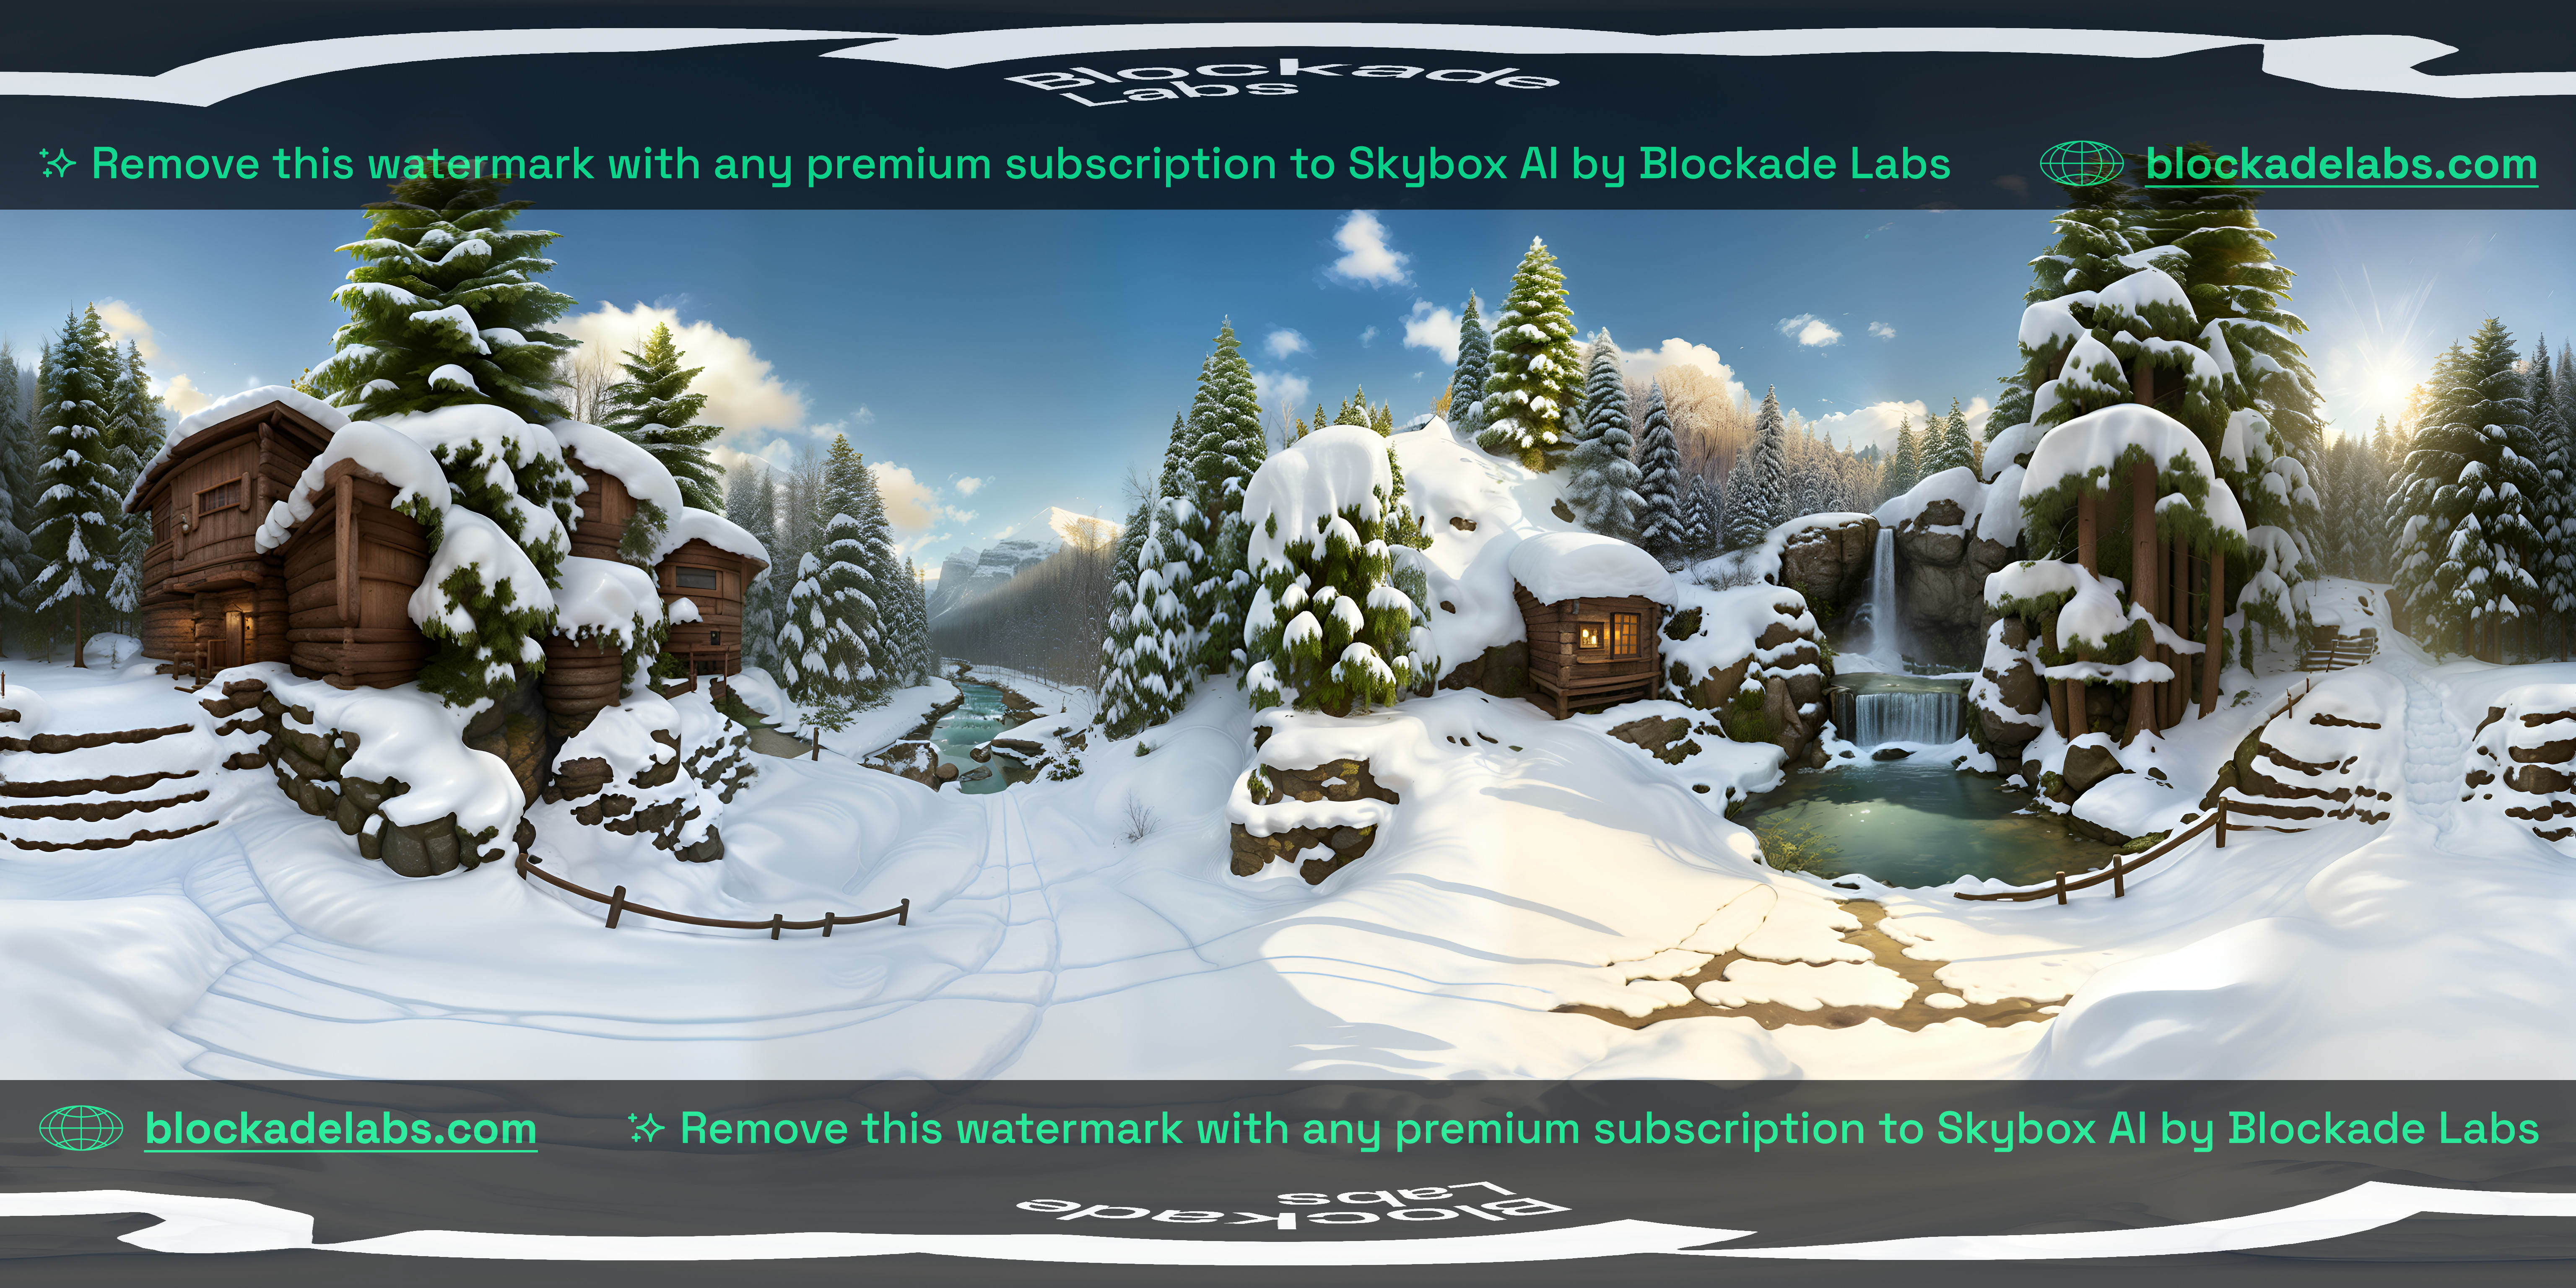 Blockade
Labs
Remove this watermark with any premium subscription to Skybox AI by Blockade Labs
blockadelabs.com
blockadelabs.com
Remove this watermark with any premium subscription to Skybox AI by Blockade Labs
Labs
Blockade